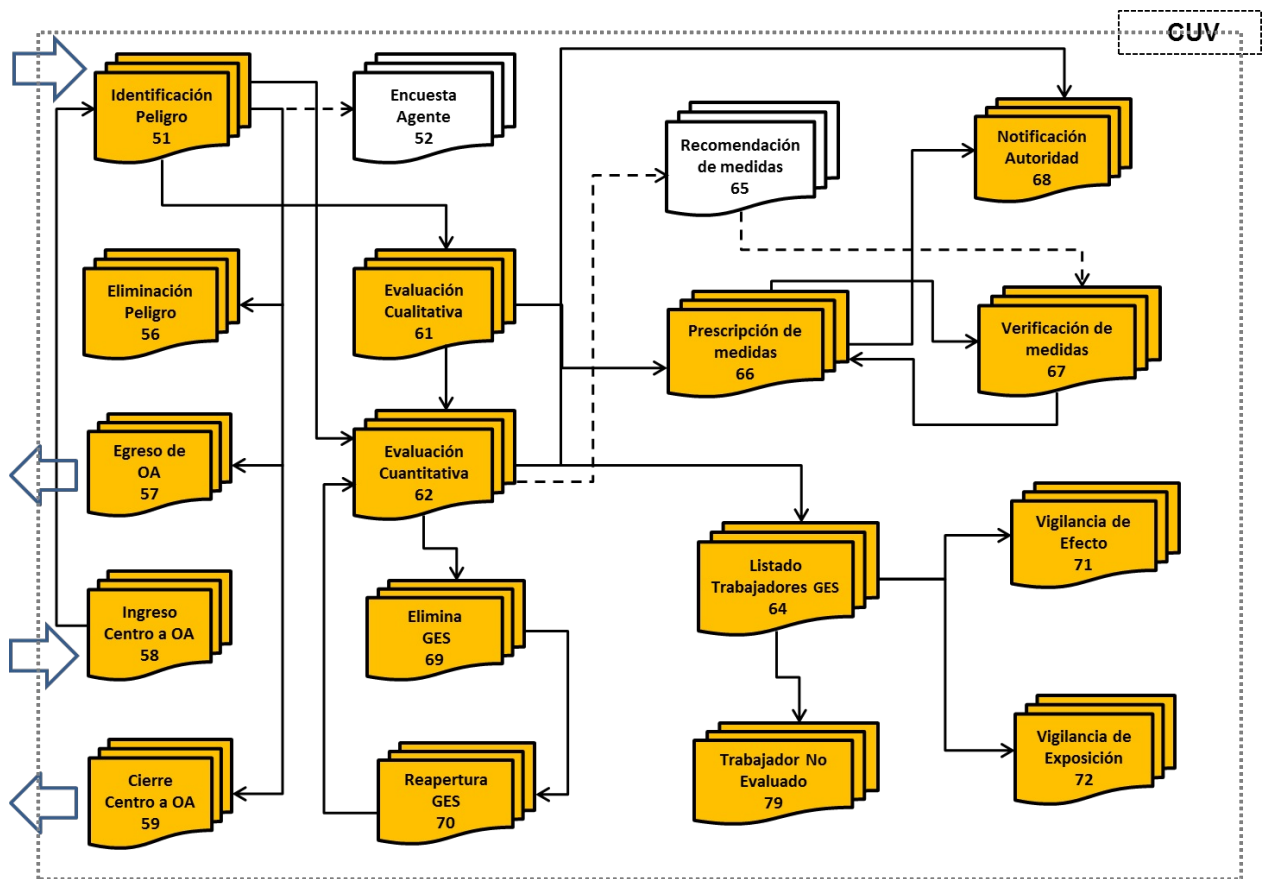 CUV
Identificación
Peligro
51
Encuesta
Agente
52
Recomendación
de medidas
65
Notificación
Autoridad
68
Eliminación
Peligro
56
Evaluación
Cualitativa
61
Prescripción de
medidas
66
Verificación de
medidas
67
Egreso de
OA
57
Evaluación
Cuantitativa
62
Listado
Trabajadores GES
64
Vigilancia de
Efecto
71
Ingreso
Centro a OA
58
Elimina
GES
69
Cierre
Centro a OA
59
Reapertura
GES
70
Trabajador No
Evaluado
79
Vigilancia de
Exposición
72